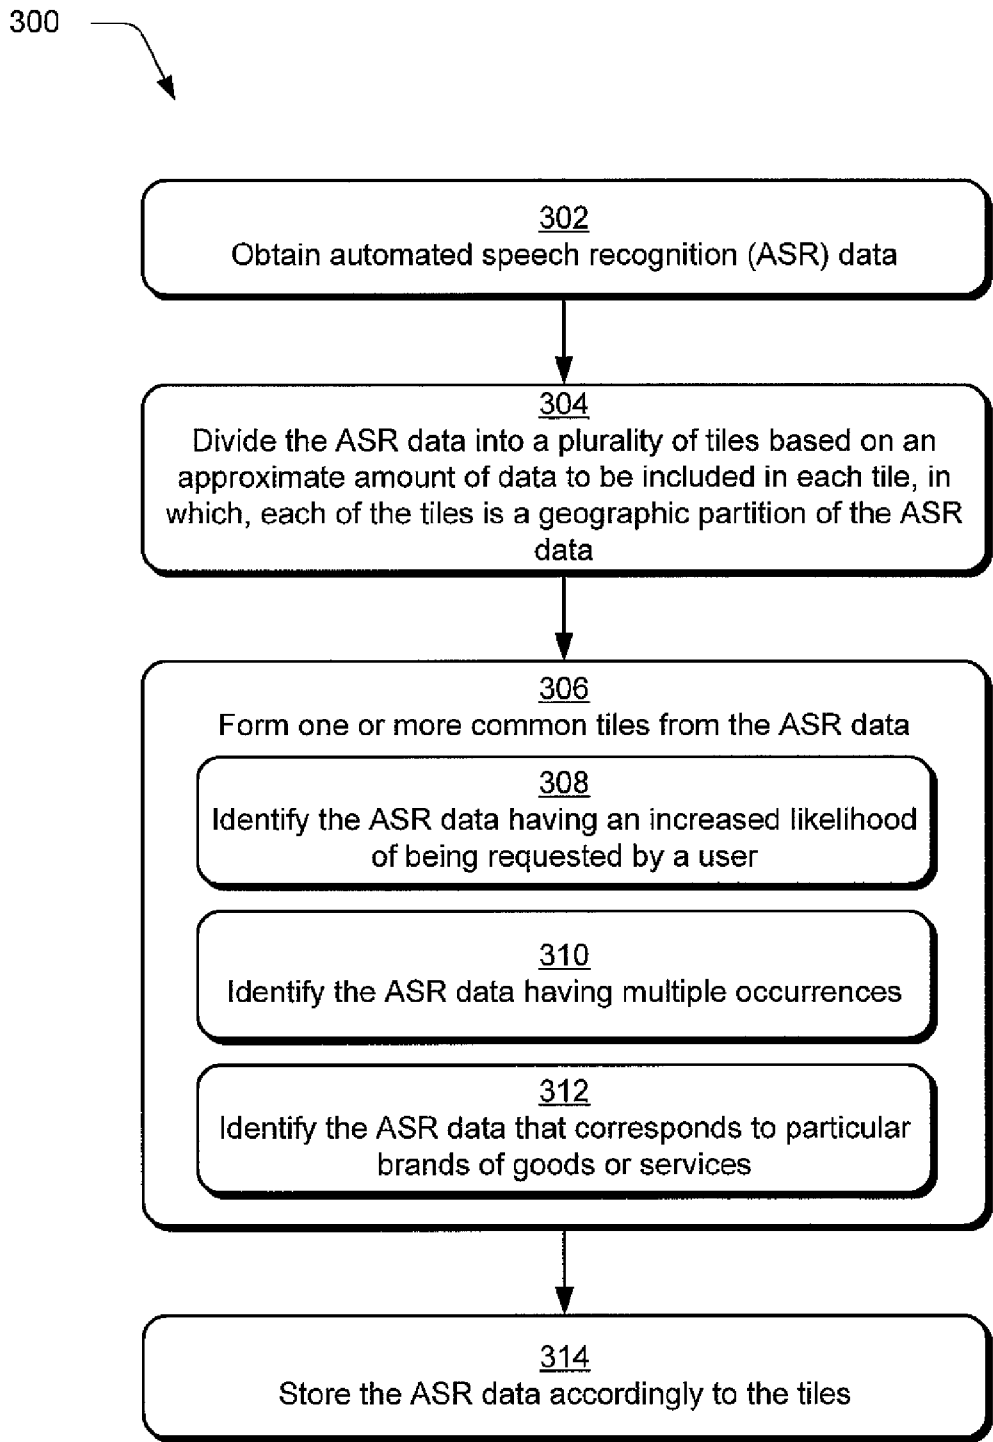 300
302
Obtain automated speech recognition (ASR) data
304
Divide the ASR data into a plurality of tiles based on an
approximate amount of data to be included in each tile, in
which, each of the tiles is a geographic partition of the ASR
data
306
Form one or more common tiles from the ASR data
308
Identify the ASR data having an increased likelihood
of being requested by a user
310
Identify the ASR data having multiple occurrences
312
Identify the ASR data that corresponds to particular
brands of goods or services
314
Store the ASR data accordingly to the tiles